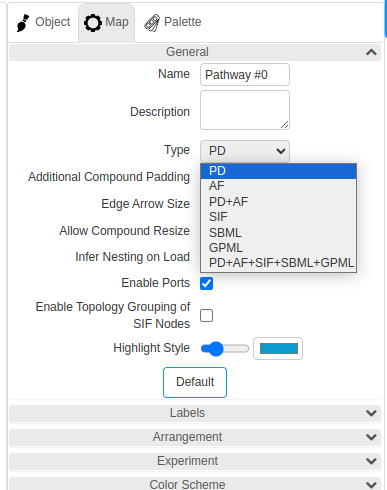 Object Map Palette
General
Name Pathway #0
Description
Type PD
Additional Compound Padding PD
AF
Edge Arrow Size PD+AF
SIF
Allow Compound Resize SBML
GPML
Infer Nesting on Load PD+AF+SIF+SBML+GPML
Enable Ports
Enable Topology Grouping of
SIF Nodes
Highlight Style
Default
Labels
Arrangement
Experiment
Color Scheme